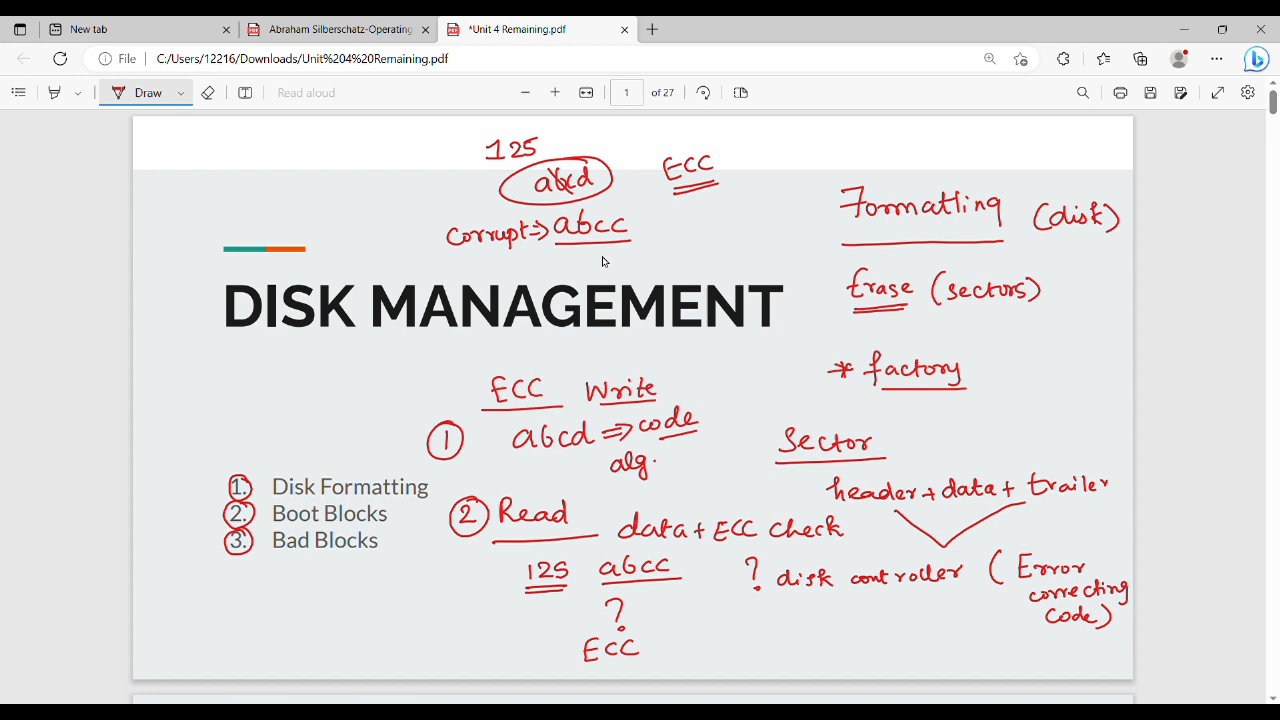 New tab
Abraham Silberschatz-Operating
*Unit 4 Remaining.pdf
File C:/Users/12216/Downloads/Unit%204%20Remaining.pdf
Draw
Read aloud
1 of 27
125
abcd
ECC
corrupt => abcc
Formatting (disk)
Erase (sectors)
* factory
DISK MANAGEMENT
ECC Write
1 abcd => code
alg.
Sector
header + data + trailer
1. Disk Formatting
2. Boot Blocks
3. Bad Blocks
2 Read
data + ECC check
125 abcc
? disk controller (Error correcting code)
?
ECC